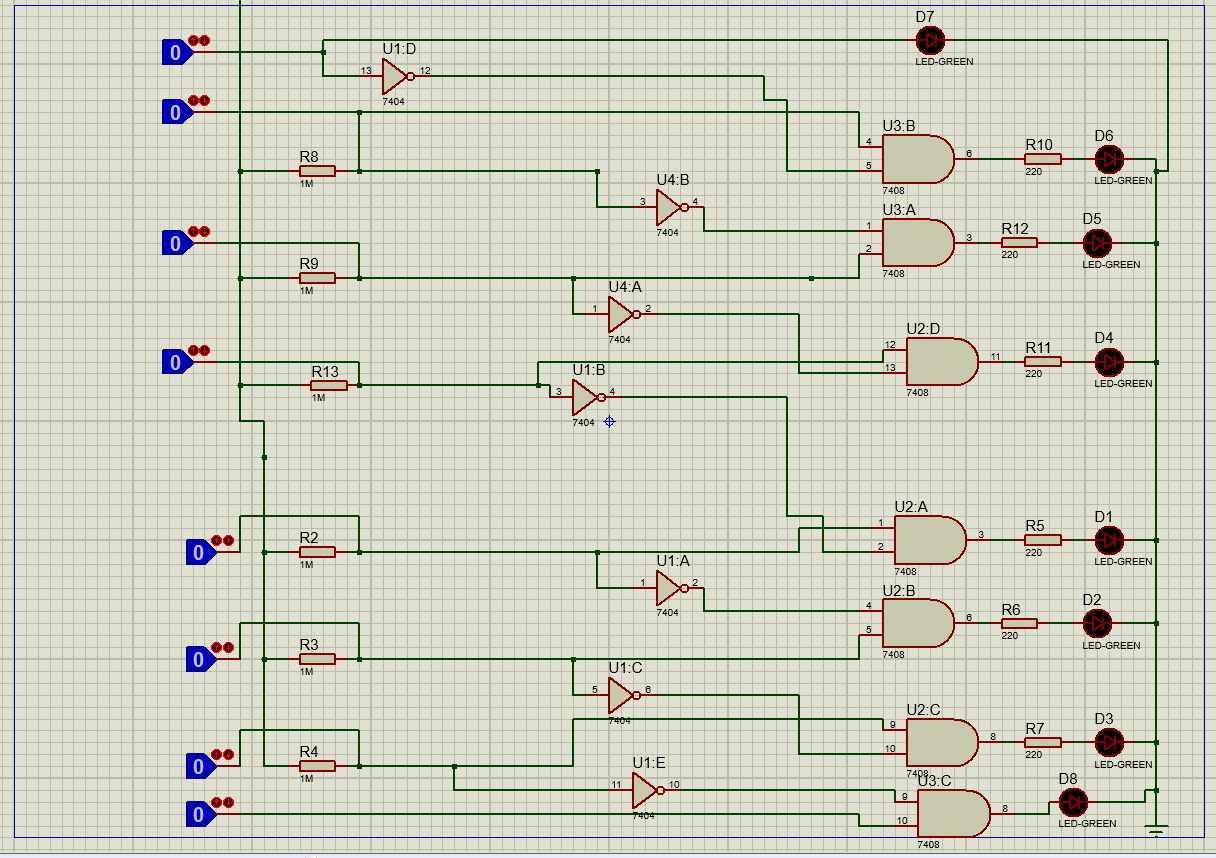 D7
0
U1:D
13 12
LED-GREEN
7404
0
U3:B
D6
4
R10
6
R8
5
220
1M
U4:B
LED-GREEN
7408
3 4
U3:A
D5
7404
1
R12
0
2
3
220
R9
LED-GREEN
7408
1M
U4:A
1 2
U2:D
7404
12
D4
0
11
R11
R13
U1:B
13
220
1M
3 4
7408
LED-GREEN
7404
U2:A
D1
1
R5
0
R2
2
3
220
1M
U1:A
LED-GREEN
7408
1 2
U2:B
D2
7404
4
R6
R3
5
6
220
0
1M
U1:C
LED-GREEN
7408
5 6
U2:C
D3
7404
9
R7
R4
10
8
220
0
1M
U1:E
LED-GREEN
7408
U3:C
D8
11 10
9
0
7404
10
8
LED-GREEN
7408